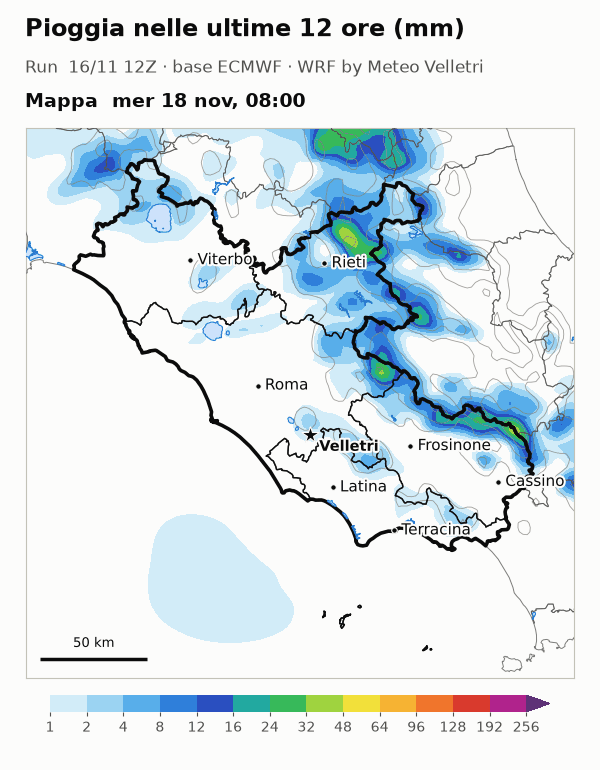 Pioggia nelle ultime 12 ore (mm)
Run  16/11 12Z · base ECMWF · WRF by Meteo Velletri
Mappa  mer 18 nov, 08:00
Viterbo
Rieti
Roma
Velletri
Frosinone
Latina
Cassino
Terracina
50 km
1 2 4 8 12 16 24 32 48 64 96 128 192 256